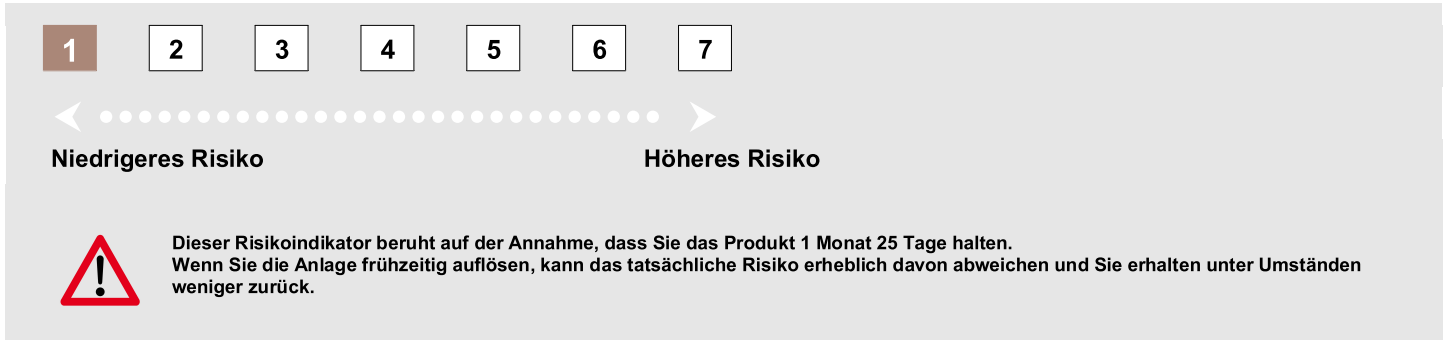 1 2 3 4 5 6 7
Niedrigeres Risiko Höheres Risiko
Dieser Risikoindikator beruht auf der Annahme, dass Sie das Produkt 1 Monat 25 Tage halten.
Wenn Sie die Anlage frühzeitig auflösen, kann das tatsächliche Risiko erheblich davon abweichen und Sie erhalten unter Umständen
weniger zurück.